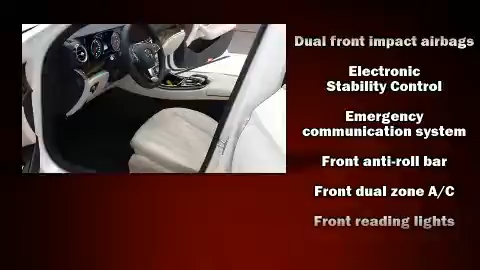 Dual front impact airbags
Electronic
Stability Control
Emergency
communication system
Front anti-roll bar
Front dual zone A/C
Front reading lights